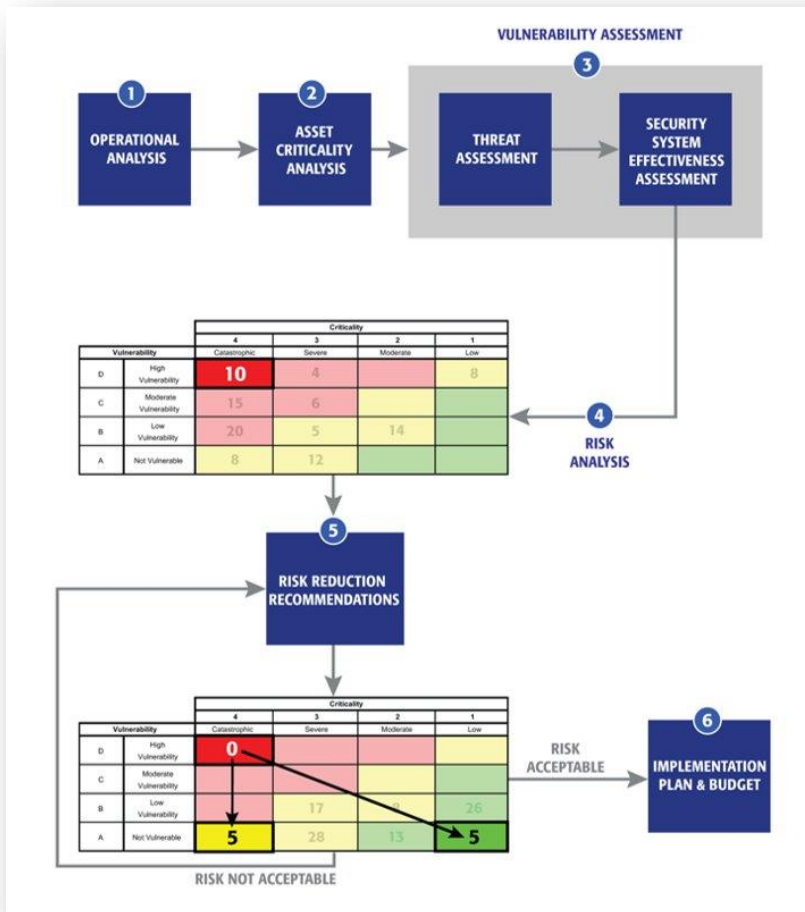 VULNERABILITY ASSESSMENT
1
2
3
OPERATIONAL
ANALYSIS
ASSET
CRITICALITY
ANALYSIS
THREAT
ASSESSMENT
SECURITY
SYSTEM
EFFECTIVENESS
ASSESSMENT
Criticality
4 3 2 1
Vulnerability Catastrophic Severe Moderate Low
D High Vulnerability 10 4 8
C Moderate Vulnerability 15 6
B Low Vulnerability 20 5 14
A Not Vulnerable 8 12
4
RISK
ANALYSIS
5
RISK REDUCTION
RECOMMENDATIONS
Criticality
4 3 2 1
Vulnerability Catastrophic Severe Moderate Low
D High Vulnerability 0
C Moderate Vulnerability
B Low Vulnerability 17 8 26
A Not Vulnerable 5 28 13 5
RISK NOT ACCEPTABLE
RISK
ACCEPTABLE
6
IMPLEMENTATION
PLAN & BUDGET